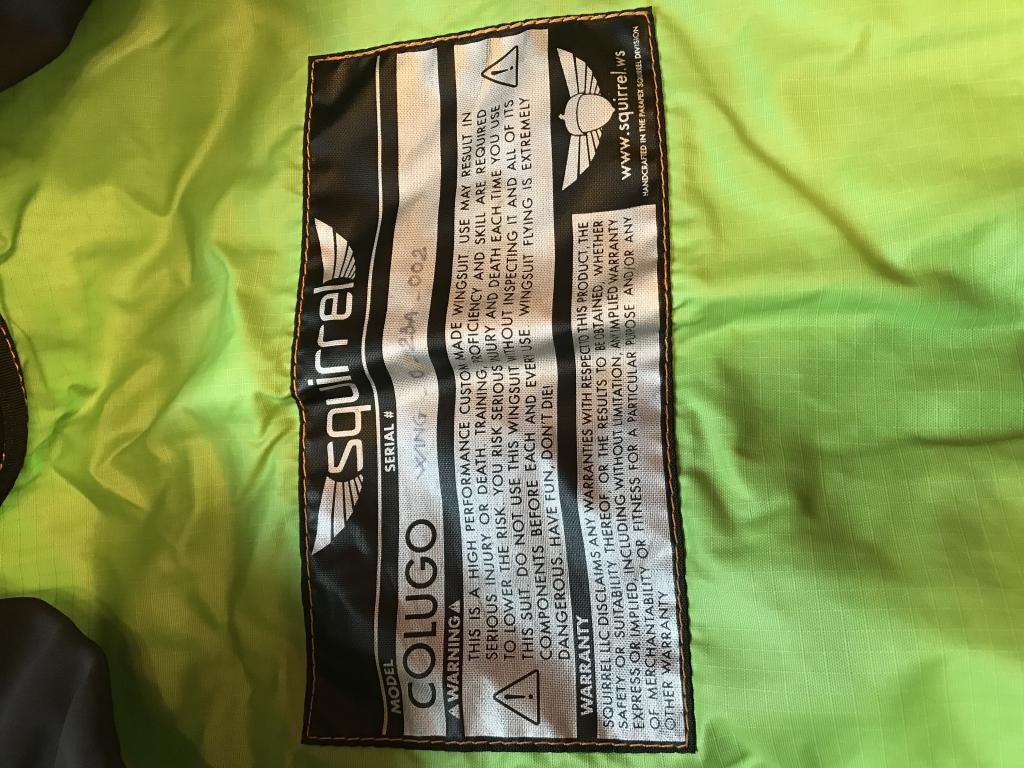 squirrel
MODEL SERIAL #
COLUGO WING
⚠WARNING⚠
THIS IS A HIGH PERFORMANCE CUSTOM MADE WINGSUIT. USE MAY RESULT IN
SERIOUS INJURY OR DEATH. TRAINING, PROFICIENCY AND SKILL ARE REQUIRED
TO LOWER THE RISK. YOU RISK SERIOUS INJURY AND DEATH EACH TIME YOU USE
THIS SUIT. DO NOT USE THIS WINGSUIT WITHOUT INSPECTING IT AND ALL OF ITS
COMPONENTS BEFORE EACH AND EVERY USE. WINGSUIT FLYING IS EXTREMELY
DANGEROUS. HAVE FUN, DON'T DIE!
WARRANTY
SQUIRREL LLC DISCLAIMS ANY WARRANTIES WITH RESPECT TO THIS PRODUCT, THE
SAFETY OR SUITABILITY THEREOF OR THE RESULTS TO BE OBTAINED, WHETHER
EXPRESS OR IMPLIED, INCLUDING WITHOUT LIMITATION, ANY IMPLIED WARRANTY
OF MERCHANTABILITY OR FITNESS FOR A PARTICULAR PURPOSE AND/OR ANY
OTHER WARRANTY
www.squirrel.ws
HANDCRAFTED IN THE PARAPEX SQUIRREL DIVISION